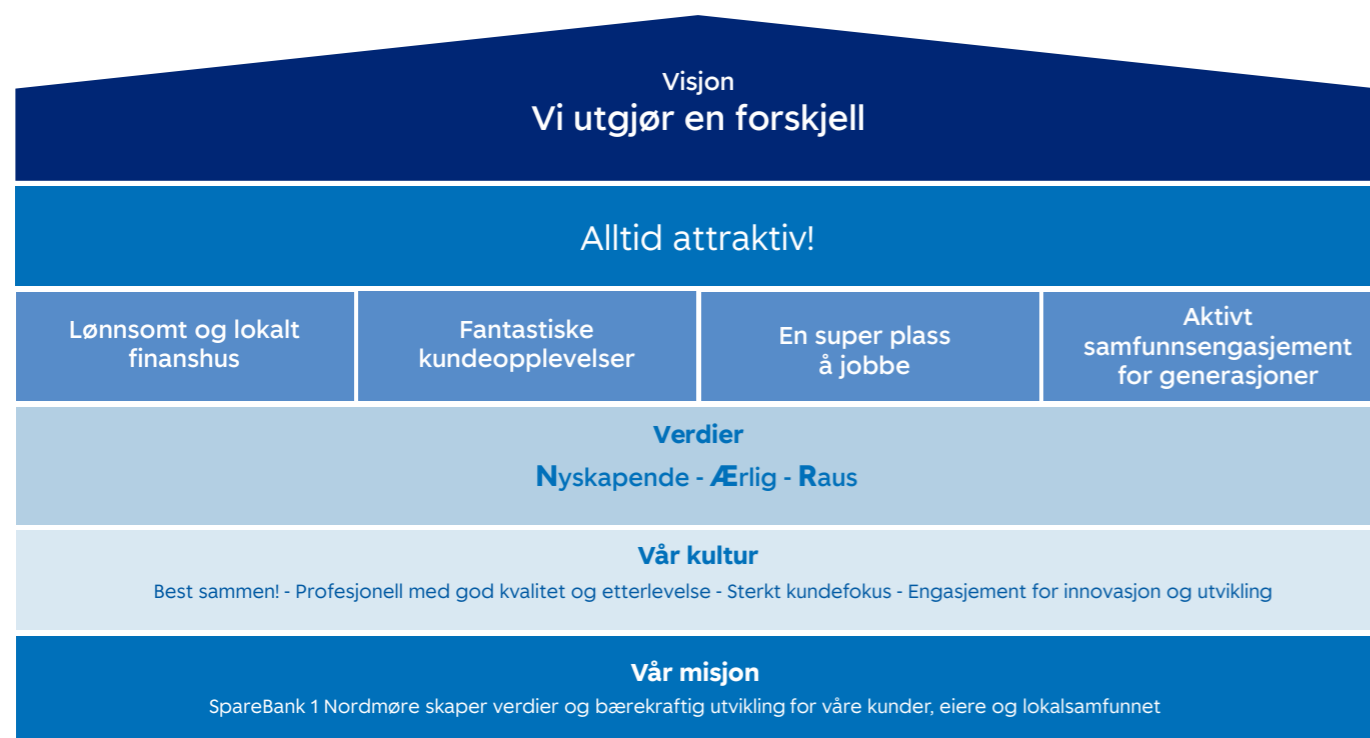 Visjon
Vi utgjør en forskjell
Alltid attraktiv!
Lønnsomt og lokalt
finanshus
Fantastiske
kundeopplevelser
En super plass
å jobbe
Aktivt
samfunnsengasjement
for generasjoner
Verdier
Nyskapende - Ærlig - Raus
Vår kultur
Best sammen! - Profesjonell med god kvalitet og etterlevelse - Sterkt kundefokus - Engasjement for innovasjon og utvikling
Vår misjon
SpareBank 1 Nordmøre skaper verdier og bærekraftig utvikling for våre kunder, eiere og lokalsamfunnet